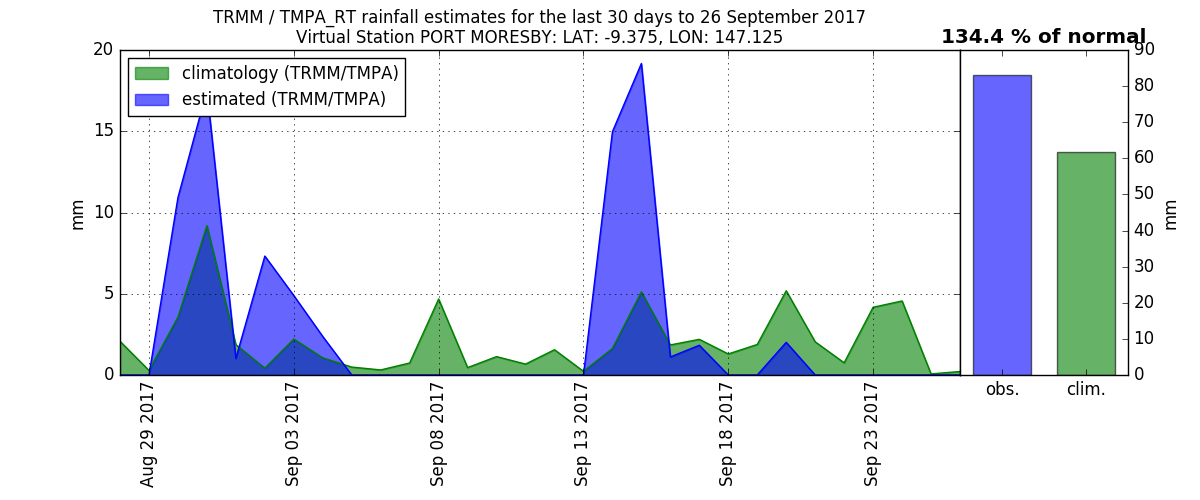 TRMM / TMPA_RT rainfall estimates for the last 30 days to 26 September 2017
Virtual Station PORT MORESBY: LAT: -9.375, LON: 147.125
134.4 % of normal
climatology (TRMM/TMPA)
estimated (TRMM/TMPA)
mm
20
15
10
5
0
Aug 29 2017
Sep 03 2017
Sep 08 2017
Sep 13 2017
Sep 18 2017
Sep 23 2017
obs.
clim.
90
80
70
60
50
40
30
20
10
0
mm